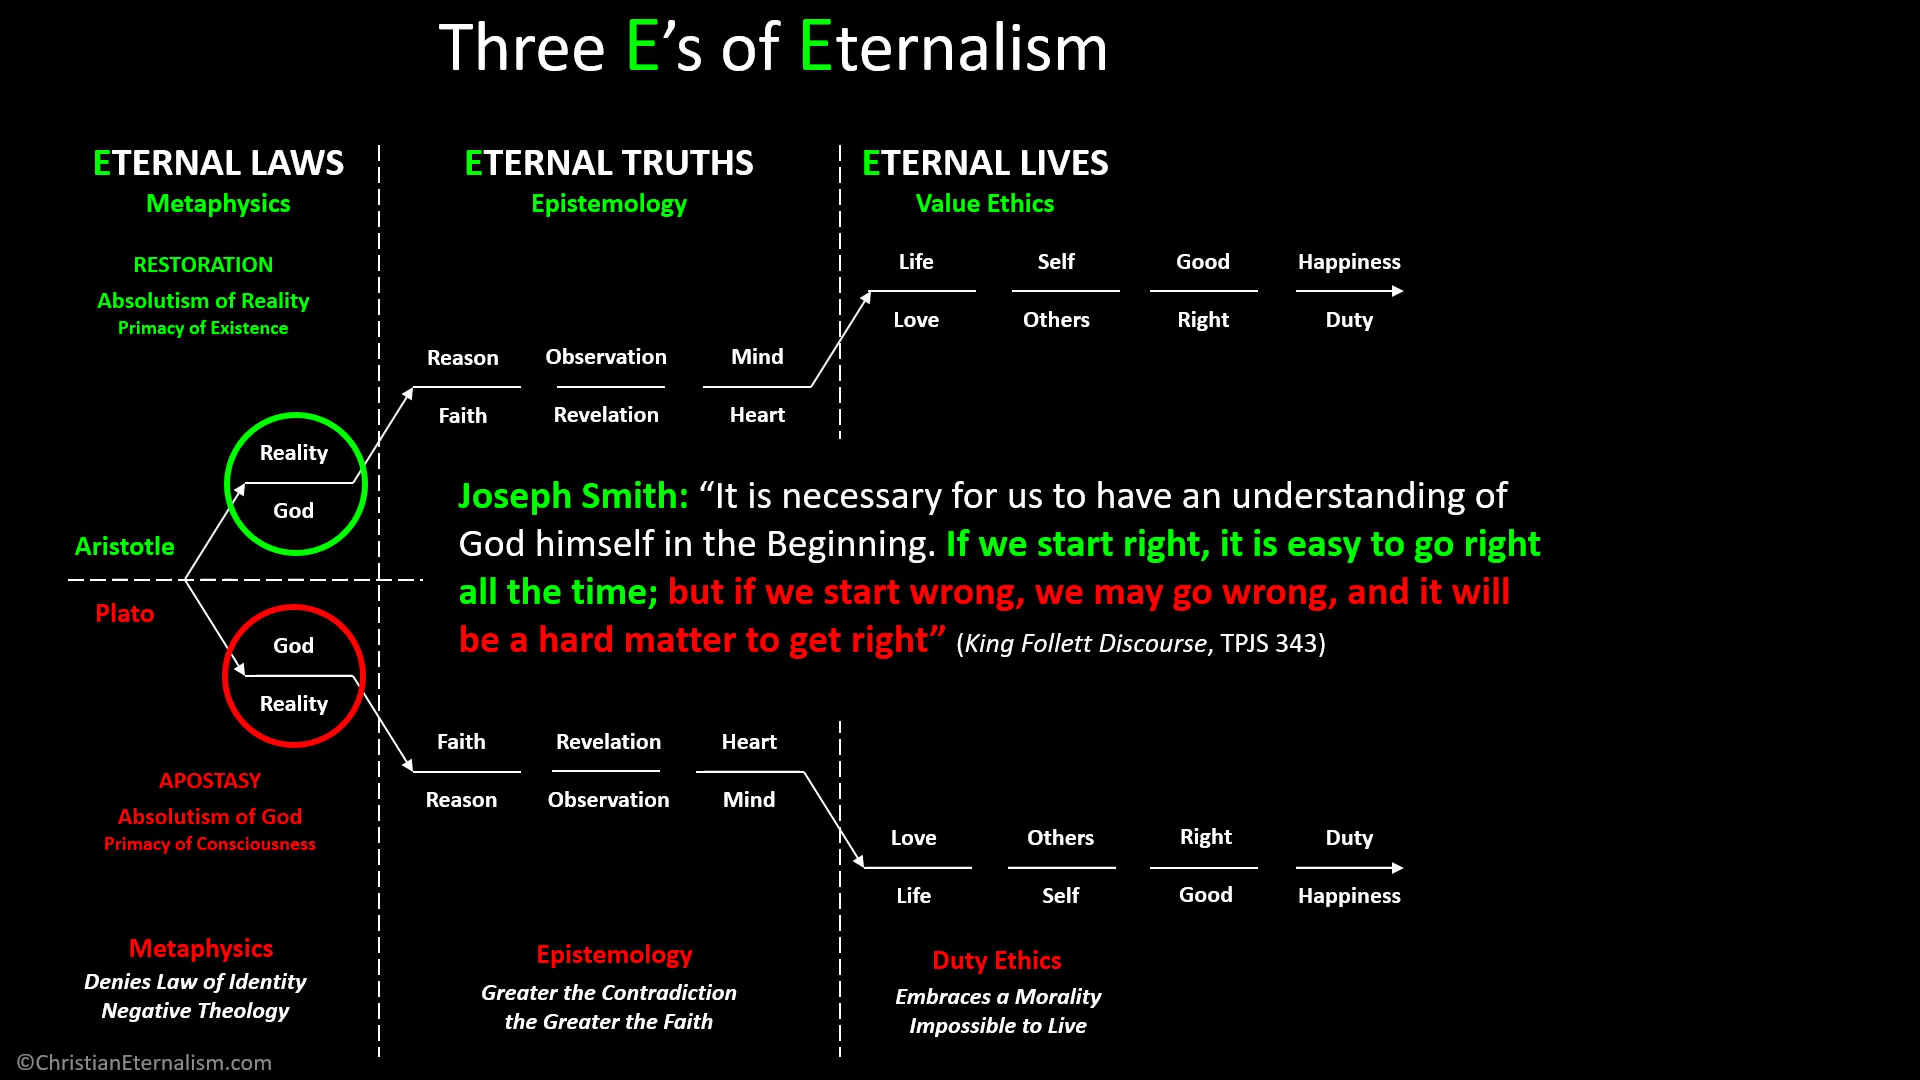 Three E’s of Eternalism
ETERNAL LAWS
Metaphysics
RESTORATION
Absolutism of Reality
Primacy of Existence
ETERNAL TRUTHS
Epistemology
ETERNAL LIVES
Value Ethics
Life Self Good Happiness
Love Others Right Duty
Reason Observation Mind
Faith Revelation Heart
Reality
God
Aristotle
Plato
God
Reality
Joseph Smith: “It is necessary for us to have an understanding of
God himself in the Beginning. If we start right, it is easy to go right
all the time; but if we start wrong, we may go wrong, and it will
be a hard matter to get right” (King Follett Discourse, TPJS 343)
Faith Revelation Heart
Reason Observation Mind
Love Others Right Duty
Life Self Good Happiness
APOSTASY
Absolutism of God
Primacy of Consciousness
Metaphysics
Denies Law of Identity
Negative Theology
Epistemology
Greater the Contradiction
the Greater the Faith
Duty Ethics
Embraces a Morality
Impossible to Live
©ChristianEternalism.com